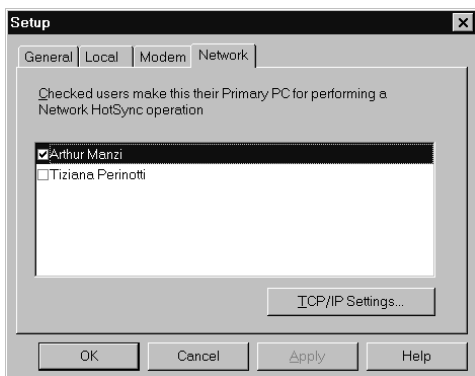 Setup
General Local Modem Network
Checked users make this their Primary PC for performing a
Network HotSync operation
Arthur Manzi
Tiziana Perinotti
TCP/IP Settings...
OK Cancel Apply Help